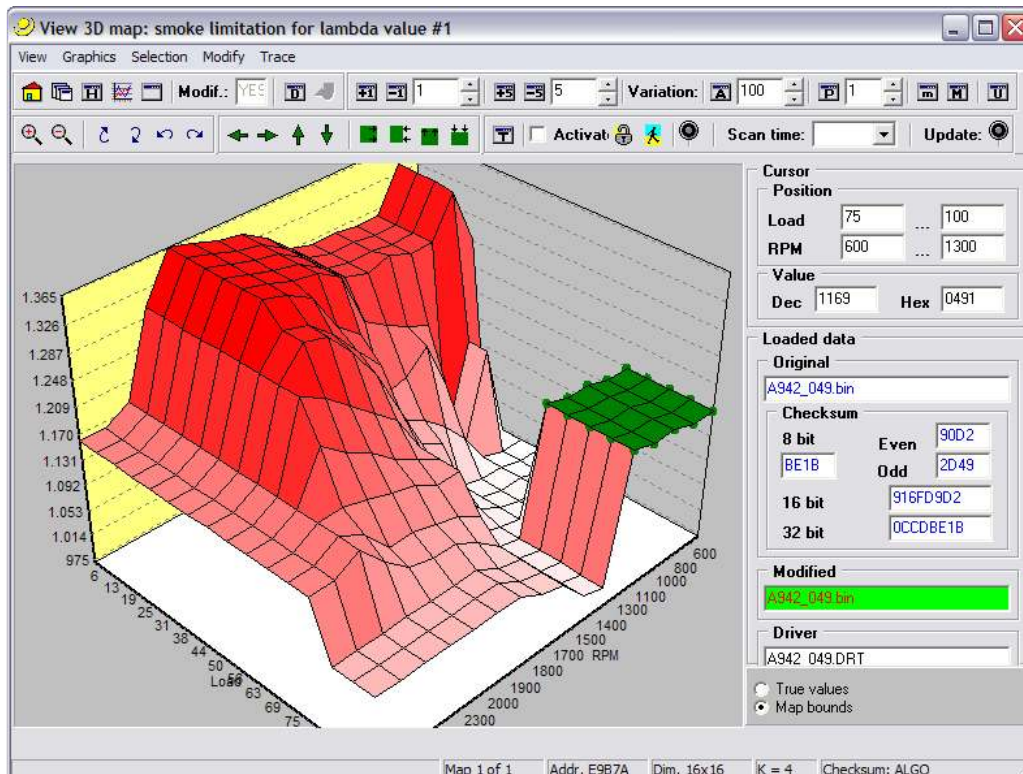 View 3D map: smoke limitation for lambda value #1
View Graphics Selection Modify Trace
H Modif.: YES D +1 -1 1 +5 -5 5 Variation: A 100 P 1 m M U
T Activat Scan time: Update:
Cursor
Position
Load 75 ... 100
RPM 600 ... 1300
Value
Dec 1169 Hex 0491
Loaded data
Original
A942_049.bin
Checksum
8 bit Even 90D2
BE1B Odd 2D49
16 bit 916FD9D2
32 bit 0CCDBE1B
Modified
A942_049.bin
Driver
A942_049.DRT
True values
Map bounds
1.365
1.326
1.287
1.248
1.209
1.170
1.131
1.092
1.053
1.014
975
6
13
19
25
31
38
44
50
56
Load
63
69
75
600
800
1000
1100
1300
1400
1500
1700 RPM
1800
1900
2000
2300
Map 1 of 1 Addr. E9B7A Dim. 16x16 K = 4 Checksum: ALGO